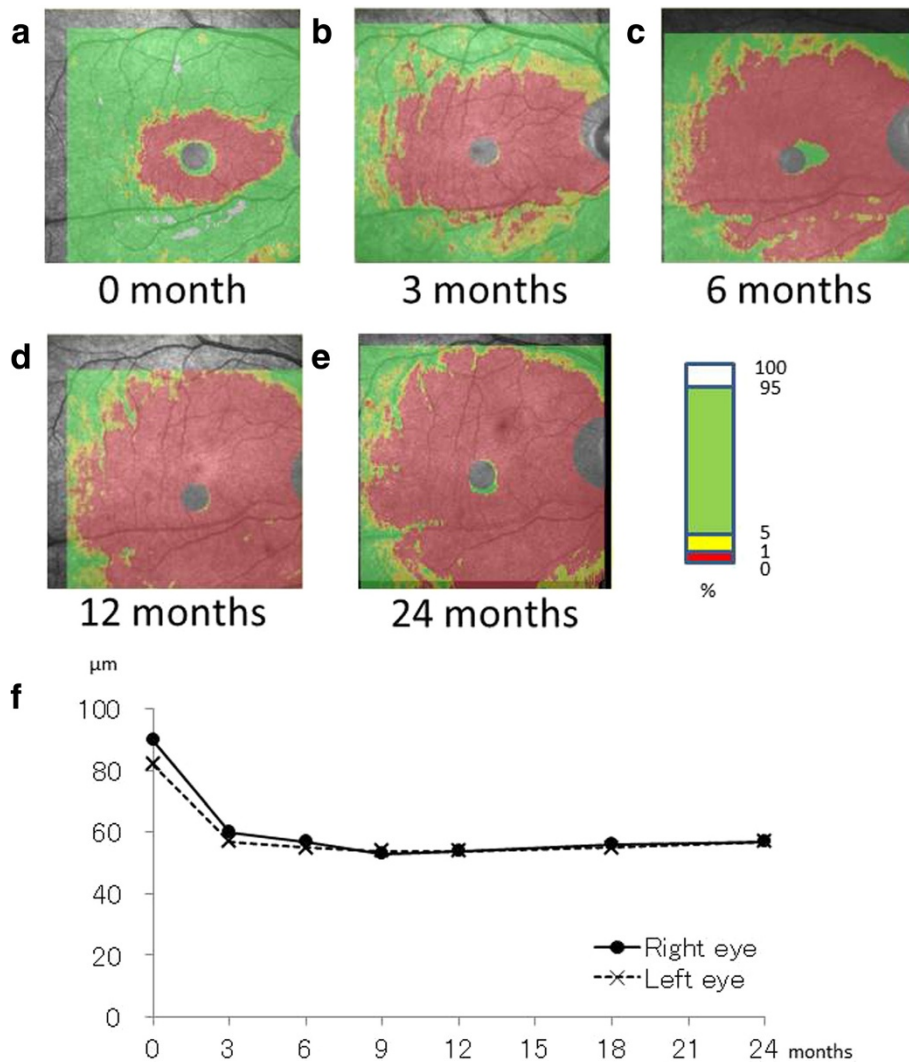 a
b
c
0 month
3 months
6 months
d
e
12 months
24 months
100
95
5
1
0
%
f
µm
100
80
60
40
20
0
Right eye
Left eye
0 3 6 9 12 15 18 21 24 months